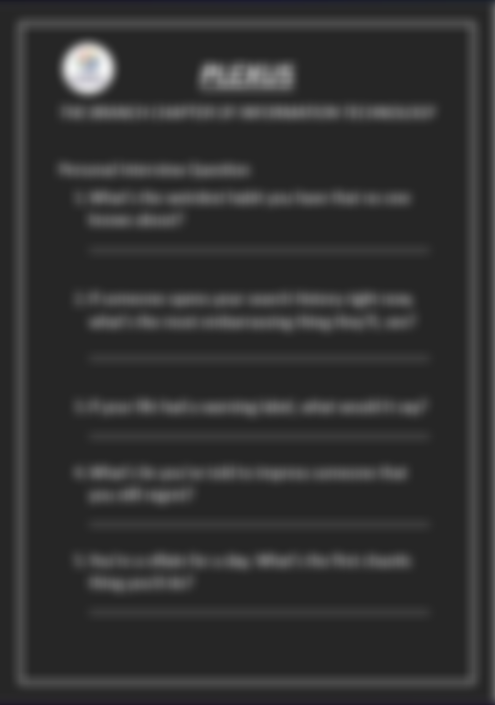 PLEXUS
THE BRANCH CHAPTER OF INFORMATION TECHNOLOGY
Personal Interview Question
1. What's the weirdest habit you have that no one
knows about?
2. If someone opens your search history right now,
what's the most embarrassing thing they'll see?
3. If your life had a warning label, what would it say?
4. What's lie you've told to impress someone that
you still regret?
5. You're a villain for a day. What's the first chaotic
thing you'd do?